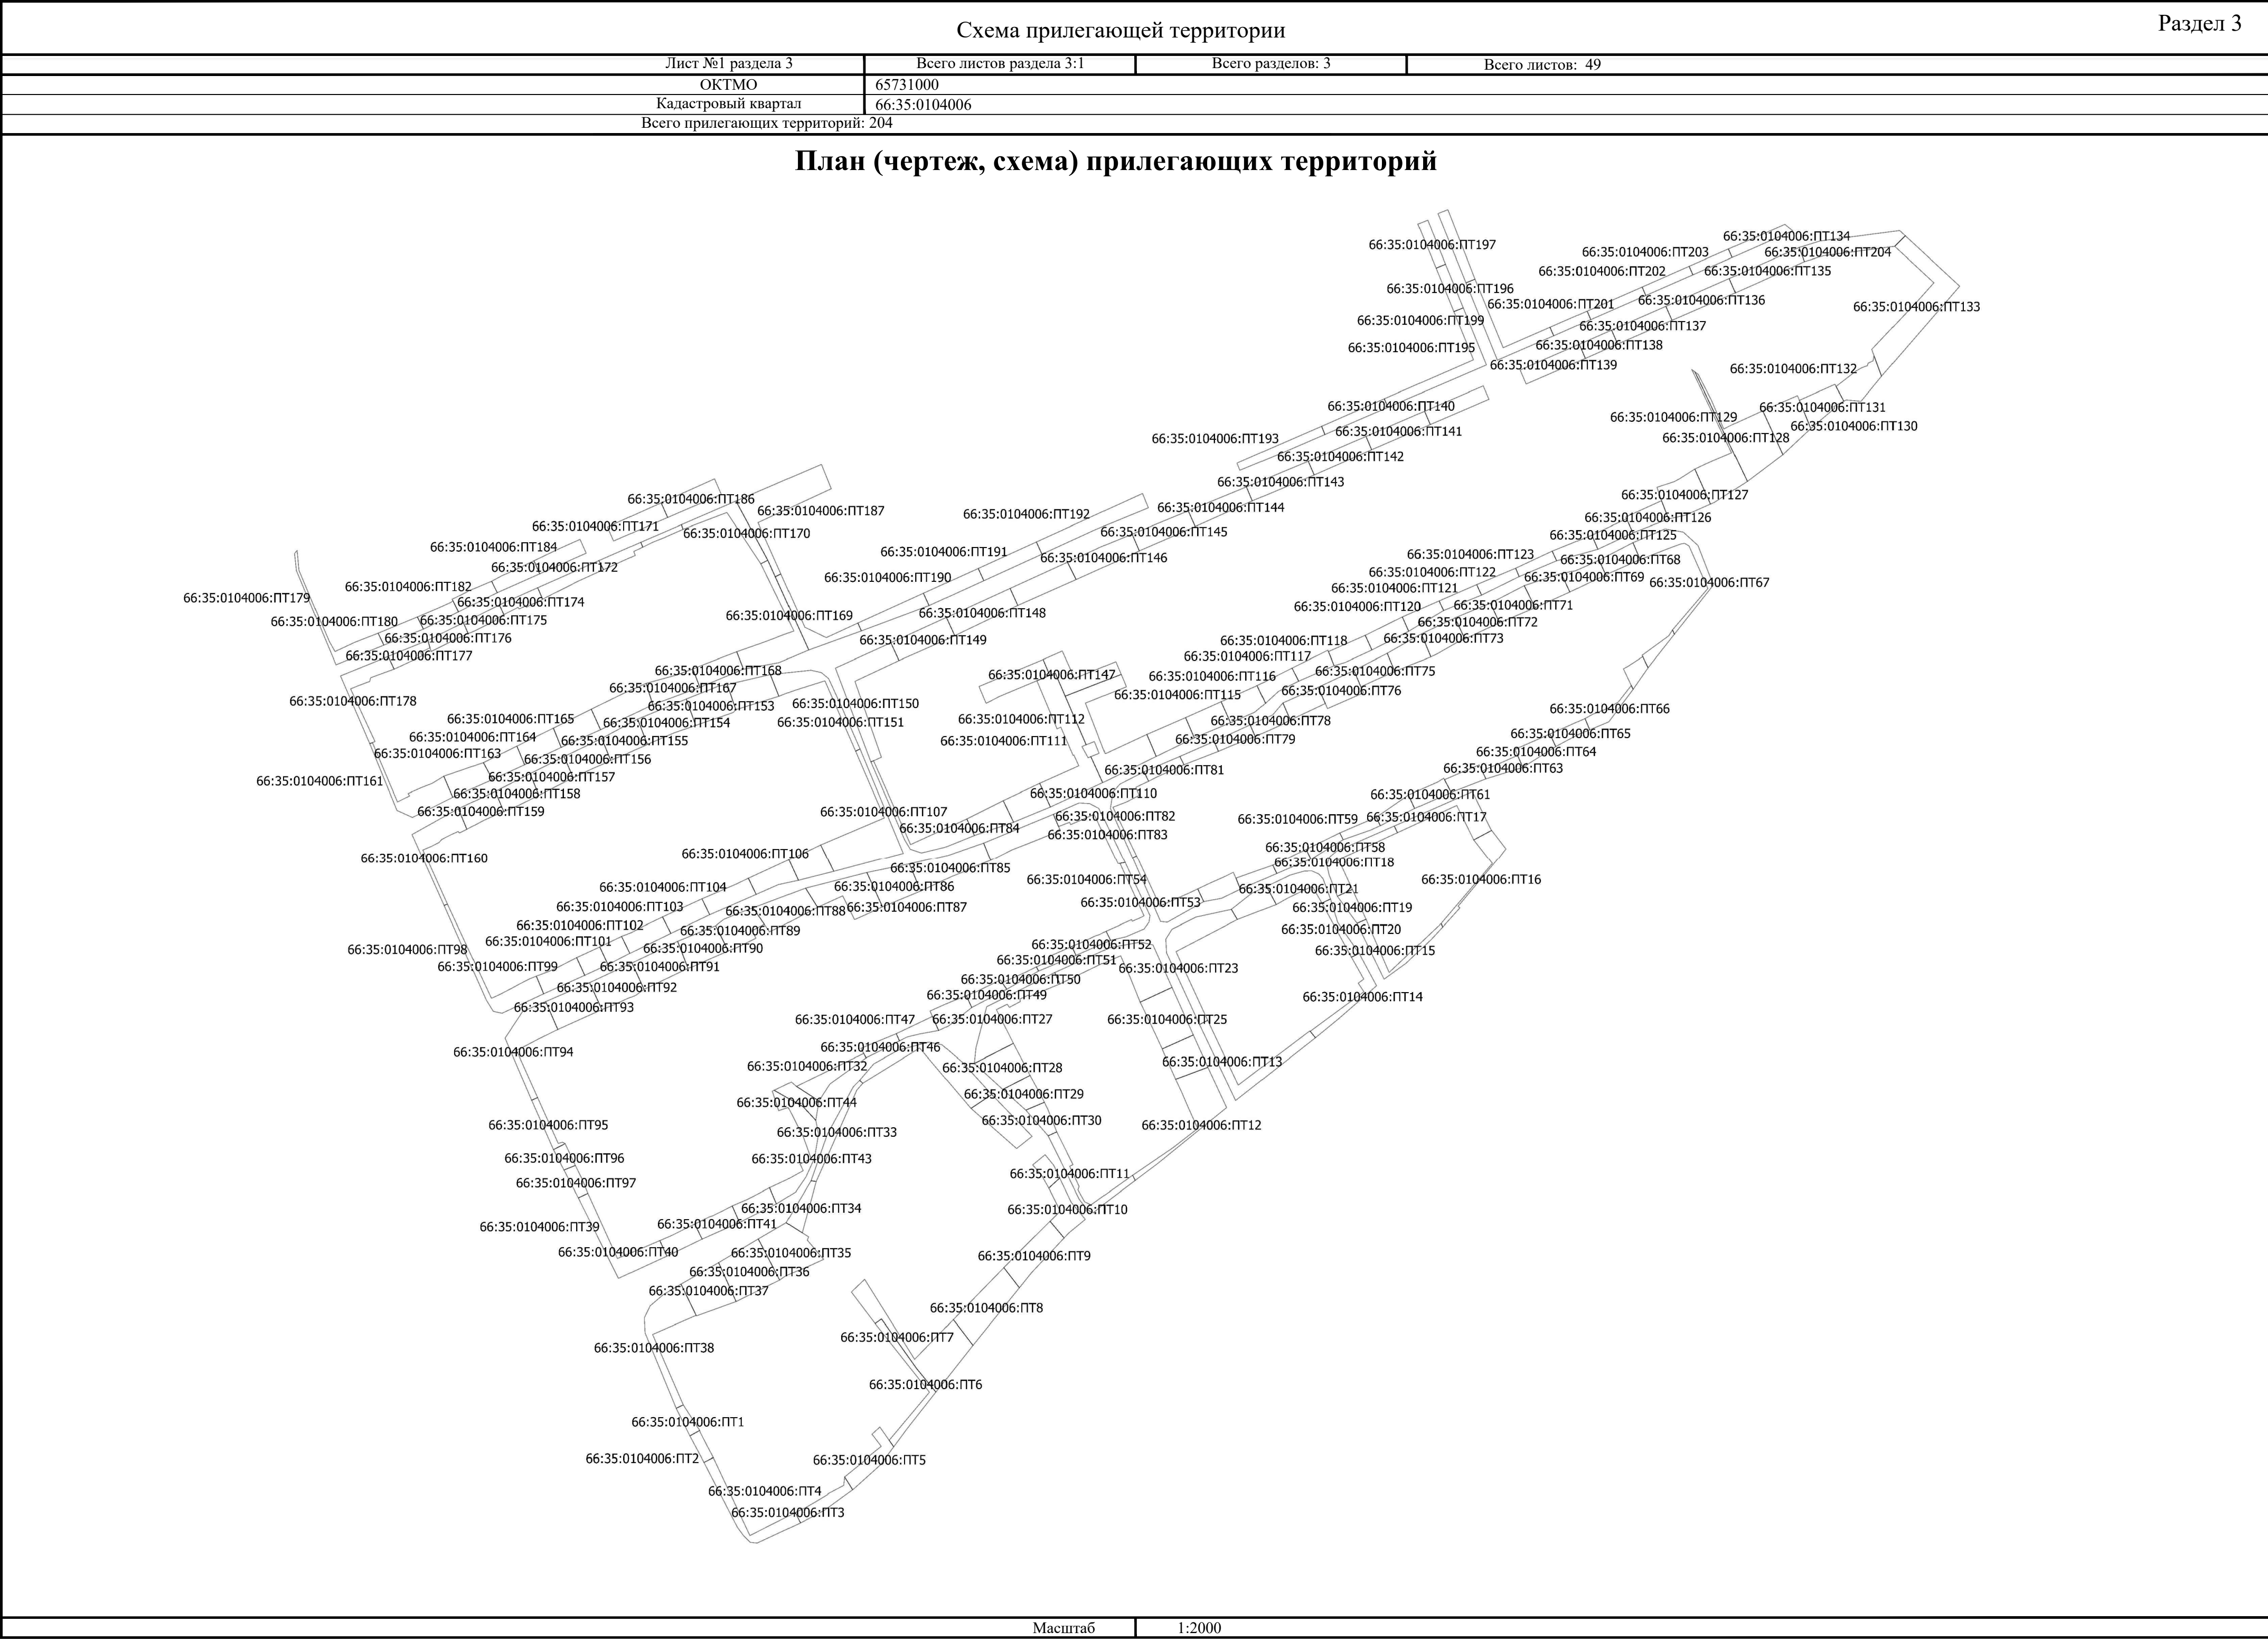 Схема прилегающей территории
Раздел 3
Лист №1 раздела 3
Всего листов раздела 3:1
Всего разделов: 3
Всего листов: 49
ОКТМО
65731000
Кадастровый квартал
66:35:0104006
Всего прилегающих территорий: 204
План (чертеж, схема) прилегающих территорий
66:35:0104006:ПТ134
66:35:0104006:ПТ197
66:35:0104006:ПТ203
66:35:0104006:ПТ204
66:35:0104006:ПТ202
66:35:0104006:ПТ135
66:35:0104006:ПТ196
66:35:0104006:ПТ201
66:35:0104006:ПТ136
66:35:0104006:ПТ133
66:35:0104006:ПТ199
66:35:0104006:ПТ137
66:35:0104006:ПТ195
66:35:0104006:ПТ138
66:35:0104006:ПТ139
66:35:0104006:ПТ132
66:35:0104006:ПТ140
66:35:0104006:ПТ131
66:35:0104006:ПТ129
66:35:0104006:ПТ130
66:35:0104006:ПТ193
66:35:0104006:ПТ141
66:35:0104006:ПТ128
66:35:0104006:ПТ142
66:35:0104006:ПТ143
66:35:0104006:ПТ186
66:35:0104006:ПТ127
66:35:0104006:ПТ187
66:35:0104006:ПТ192
66:35:0104006:ПТ144
66:35:0104006:ПТ126
66:35:0104006:ПТ171
66:35:0104006:ПТ170
66:35:0104006:ПТ145
66:35:0104006:ПТ125
66:35:0104006:ПТ184
66:35:0104006:ПТ191
66:35:0104006:ПТ146
66:35:0104006:ПТ123
66:35:0104006:ПТ68
66:35:0104006:ПТ172
66:35:0104006:ПТ190
66:35:0104006:ПТ122
66:35:0104006:ПТ69
66:35:0104006:ПТ67
66:35:0104006:ПТ182
66:35:0104006:ПТ121
66:35:0104006:ПТ179
66:35:0104006:ПТ174
66:35:0104006:ПТ120
66:35:0104006:ПТ71
66:35:0104006:ПТ180
66:35:0104006:ПТ175
66:35:0104006:ПТ169
66:35:0104006:ПТ148
66:35:0104006:ПТ72
66:35:0104006:ПТ176
66:35:0104006:ПТ149
66:35:0104006:ПТ118
66:35:0104006:ПТ73
66:35:0104006:ПТ177
66:35:0104006:ПТ117
66:35:0104006:ПТ168
66:35:0104006:ПТ147
66:35:0104006:ПТ116
66:35:0104006:ПТ75
66:35:0104006:ПТ167
66:35:0104006:ПТ115
66:35:0104006:ПТ76
66:35:0104006:ПТ178
66:35:0104006:ПТ153
66:35:0104006:ПТ150
66:35:0104006:ПТ66
66:35:0104006:ПТ165
66:35:0104006:ПТ154
66:35:0104006:ПТ151
66:35:0104006:ПТ112
66:35:0104006:ПТ78
66:35:0104006:ПТ164
66:35:0104006:ПТ155
66:35:0104006:ПТ111
66:35:0104006:ПТ79
66:35:0104006:ПТ65
66:35:0104006:ПТ163
66:35:0104006:ПТ156
66:35:0104006:ПТ64
66:35:0104006:ПТ161
66:35:0104006:ПТ157
66:35:0104006:ПТ81
66:35:0104006:ПТ63
66:35:0104006:ПТ158
66:35:0104006:ПТ110
66:35:0104006:ПТ61
66:35:0104006:ПТ159
66:35:0104006:ПТ107
66:35:0104006:ПТ82
66:35:0104006:ПТ59
66:35:0104006:ПТ17
66:35:0104006:ПТ84
66:35:0104006:ПТ83
66:35:0104006:ПТ160
66:35:0104006:ПТ106
66:35:0104006:ПТ58
66:35:0104006:ПТ85
66:35:0104006:ПТ18
66:35:0104006:ПТ104
66:35:0104006:ПТ86
66:35:0104006:ПТ54
66:35:0104006:ПТ21
66:35:0104006:ПТ16
66:35:0104006:ПТ103
66:35:0104006:ПТ88
66:35:0104006:ПТ87
66:35:0104006:ПТ53
66:35:0104006:ПТ19
66:35:0104006:ПТ102
66:35:0104006:ПТ89
66:35:0104006:ПТ20
66:35:0104006:ПТ101
66:35:0104006:ПТ90
66:35:0104006:ПТ52
66:35:0104006:ПТ15
66:35:0104006:ПТ98
66:35:0104006:ПТ99
66:35:0104006:ПТ91
66:35:0104006:ПТ51
66:35:0104006:ПТ23
66:35:0104006:ПТ92
66:35:0104006:ПТ50
66:35:0104006:ПТ93
66:35:0104006:ПТ49
66:35:0104006:ПТ14
66:35:0104006:ПТ47
66:35:0104006:ПТ27
66:35:0104006:ПТ25
66:35:0104006:ПТ94
66:35:0104006:ПТ46
66:35:0104006:ПТ32
66:35:0104006:ПТ28
66:35:0104006:ПТ13
66:35:0104006:ПТ44
66:35:0104006:ПТ29
66:35:0104006:ПТ95
66:35:0104006:ПТ33
66:35:0104006:ПТ30
66:35:0104006:ПТ12
66:35:0104006:ПТ96
66:35:0104006:ПТ43
66:35:0104006:ПТ97
66:35:0104006:ПТ11
66:35:0104006:ПТ34
66:35:0104006:ПТ10
66:35:0104006:ПТ39
66:35:0104006:ПТ41
66:35:0104006:ПТ40
66:35:0104006:ПТ35
66:35:0104006:ПТ9
66:35:0104006:ПТ36
66:35:0104006:ПТ37
66:35:0104006:ПТ8
66:35:0104006:ПТ38
66:35:0104006:ПТ7
66:35:0104006:ПТ6
66:35:0104006:ПТ1
66:35:0104006:ПТ2
66:35:0104006:ПТ5
66:35:0104006:ПТ4
66:35:0104006:ПТ3
Масштаб
1:2000